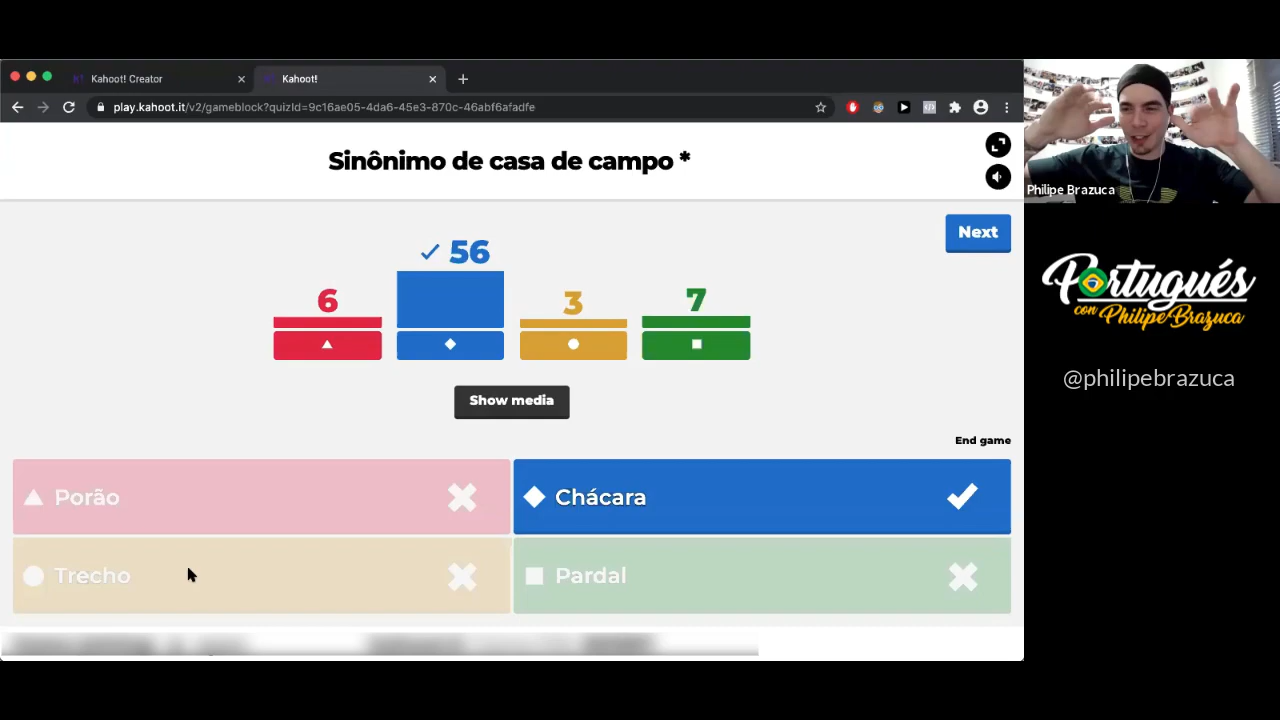 Kahoot! Creator
Kahoot!
play.kahoot.it/v2/gameblock?quizId=9c16ae05-4da6-45e3-870c-46abf6afadfe
Sinônimo de casa de campo *
Next
56
6
3
7
Show media
End game
Porão
Chácara
Trecho
Pardal
Philipe Brazuca
Portugués
con Philipe Brazuca
@philipebrazuca